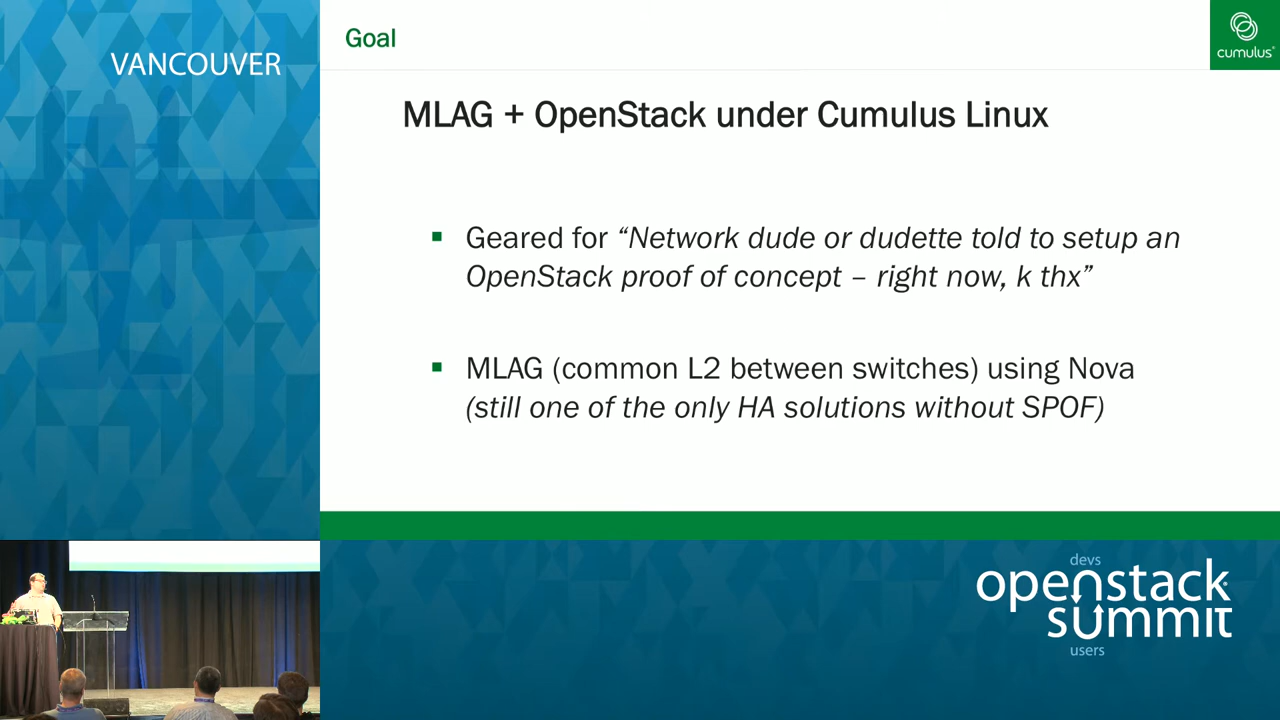 VANCOUVER
Goal
cumulus
MLAG + OpenStack under Cumulus Linux
Geared for “Network dude or dudette told to setup an
OpenStack proof of concept – right now, k thx”
MLAG (common L2 between switches) using Nova
(still one of the only HA solutions without SPOF)
devs
openstack
summit
users